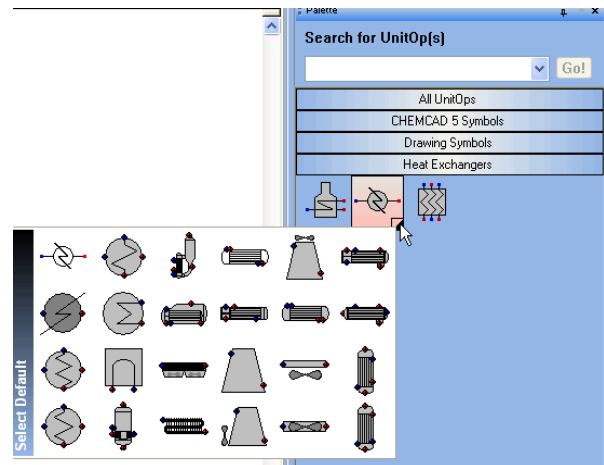 Palette
Search for UnitOp(s)
Go!
All UnitOps
CHEMCAD 5 Symbols
Drawing Symbols
Heat Exchangers
Select Default